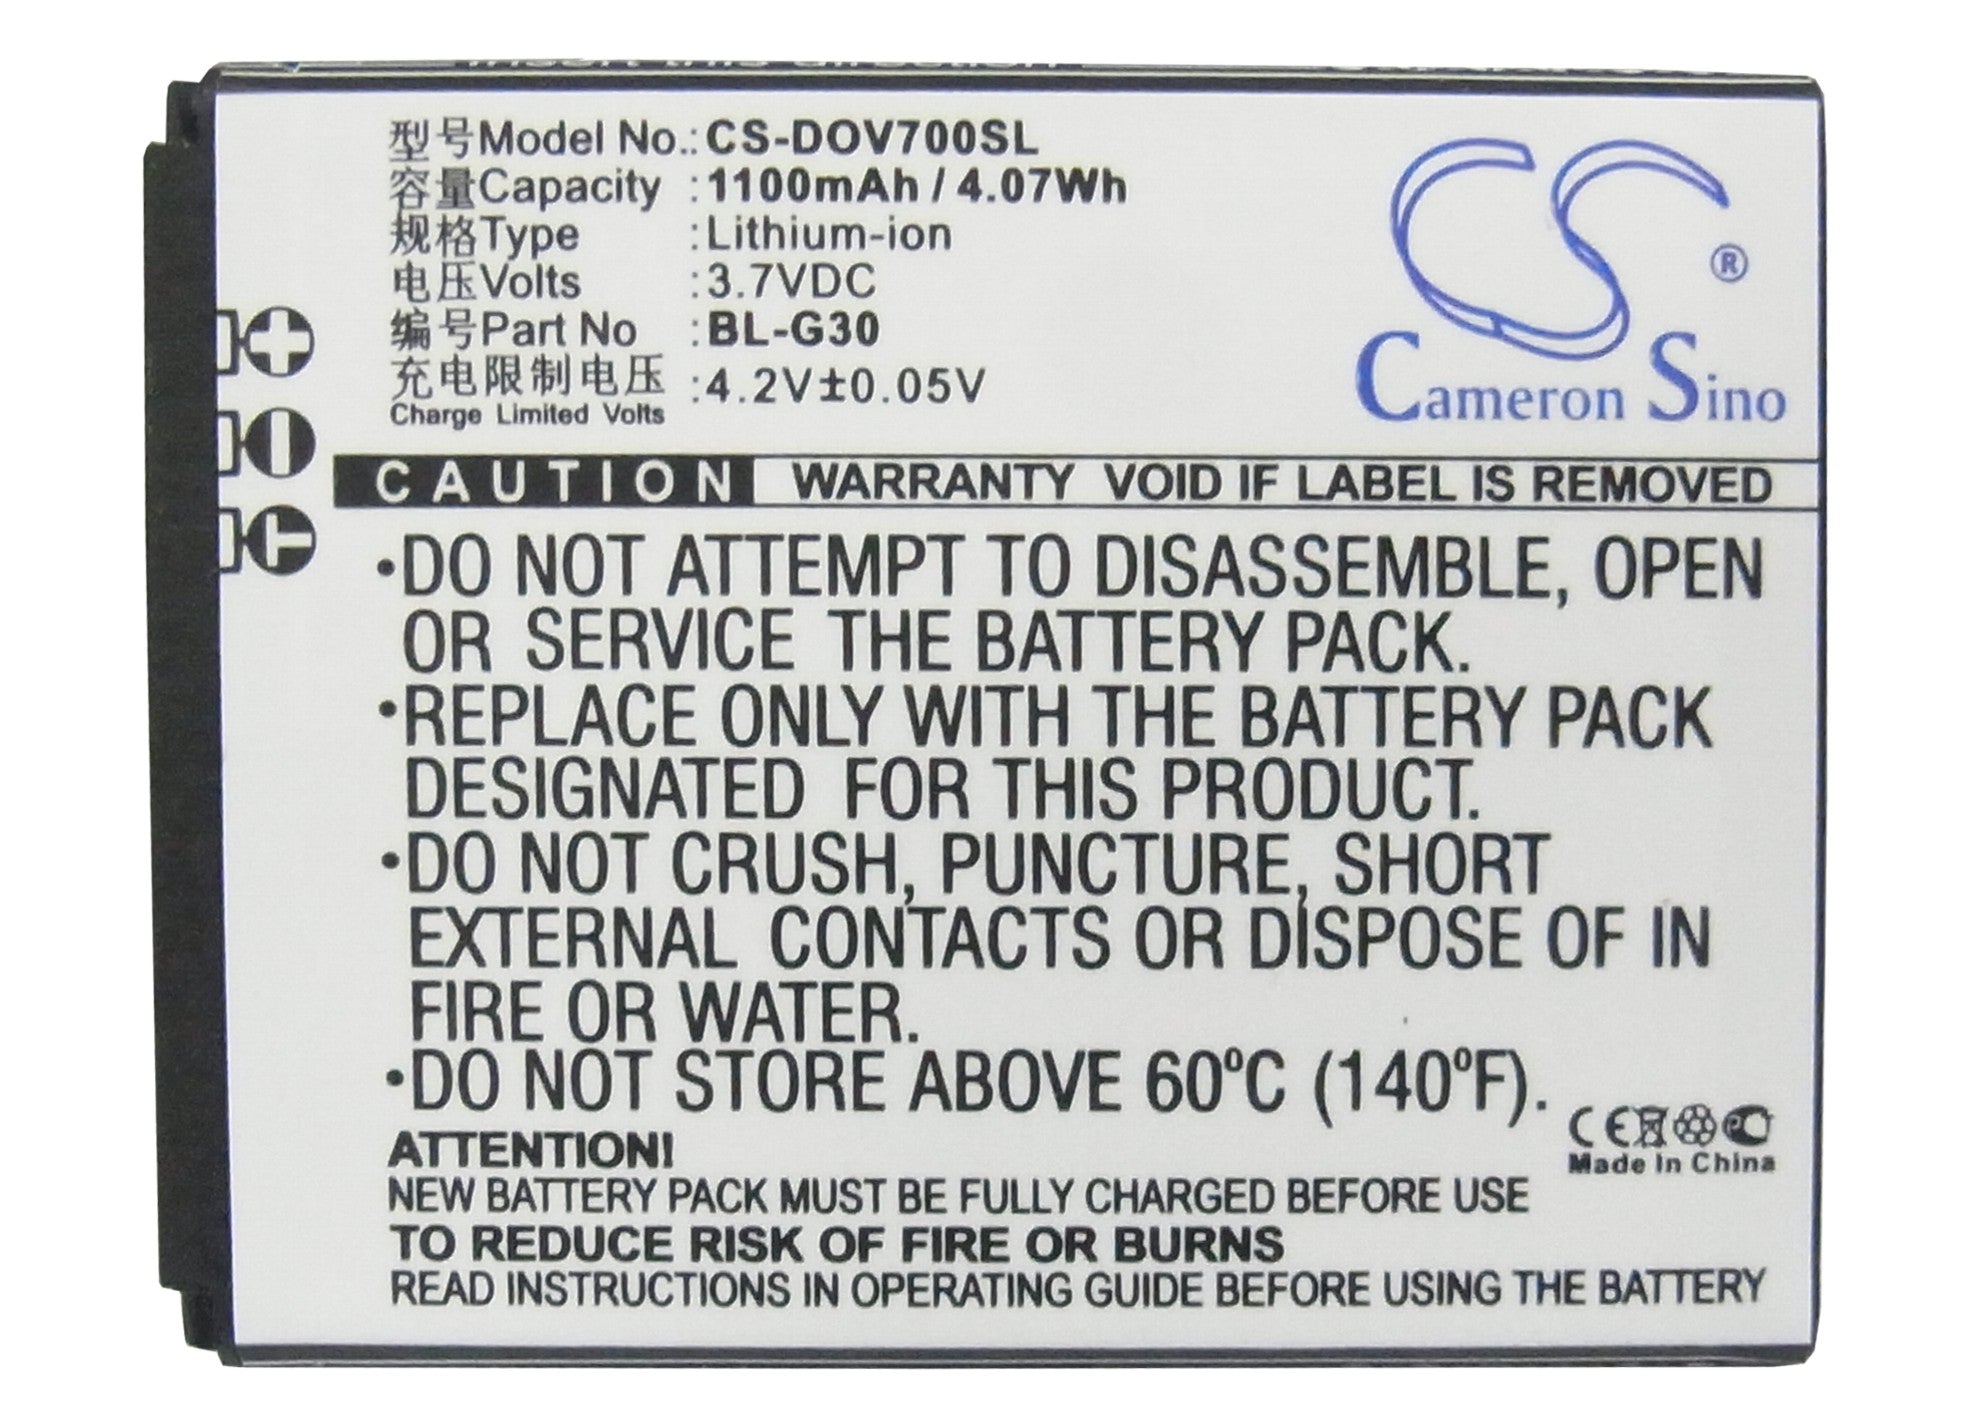 Insert this direction
型号Model No.:CS-DOV700SL
容量Capacity :1100mAh / 4.07Wh
规格Type :Lithium-ion
电压Volts :3.7VDC
编号Part No :BL-G30
充电限制电压 :4.2V±0.05V
Charge Limited Volts
CS ®
Cameron Sino
CAUTION WARRANTY VOID IF LABEL IS REMOVED
•DO NOT ATTEMPT TO DISASSEMBLE, OPEN
OR SERVICE THE BATTERY PACK.
•REPLACE ONLY WITH THE BATTERY PACK
DESIGNATED FOR THIS PRODUCT.
•DO NOT CRUSH, PUNCTURE, SHORT
EXTERNAL CONTACTS OR DISPOSE OF IN
FIRE OR WATER.
•DO NOT STORE ABOVE 60ºC (140ºF).
CE
Made In China
ATTENTION!
NEW BATTERY PACK MUST BE FULLY CHARGED BEFORE USE
TO REDUCE RISK OF FIRE OR BURNS
READ INSTRUCTIONS IN OPERATING GUIDE BEFORE USING THE BATTERY